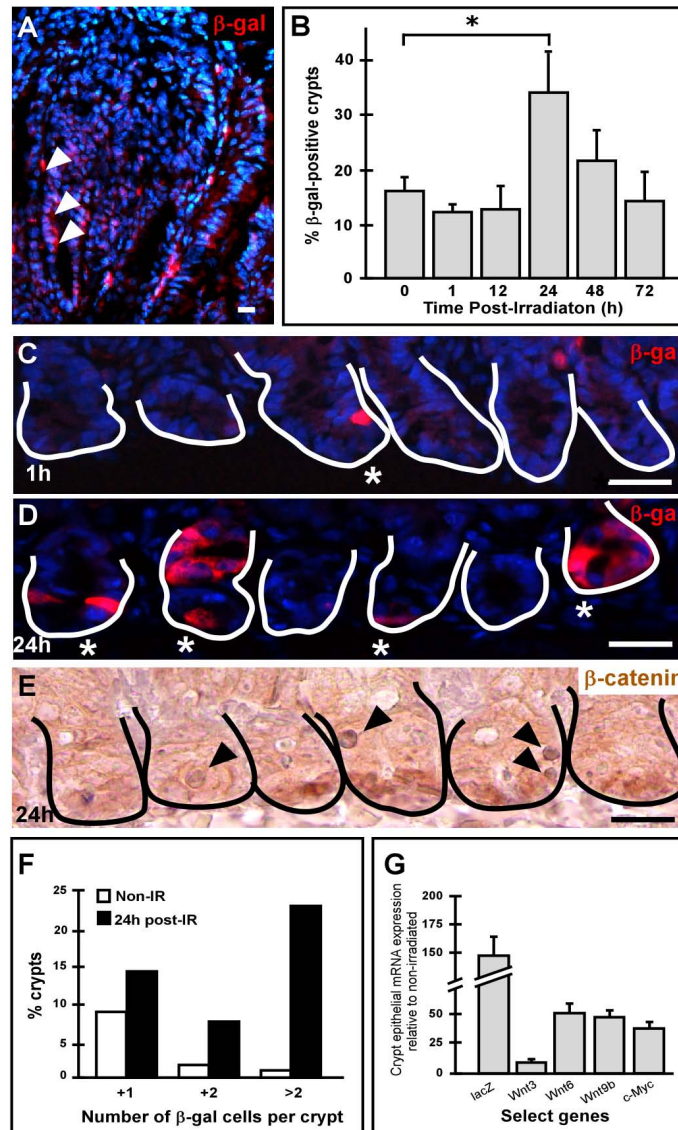 A
β-gal
B
*
% β-gal-positive crypts
40
30
20
10
0
0 1 12 24 48 72
Time Post-Irradiaton (h)
C
β-gal
1h
*
D
β-gal
24h
* * * *
E
β-catenin
24h
F
25
20
15
10
5
0
% crypts
Non-IR
24h post-IR
+1 +2 >2
Number of β-gal cells per crypt
G
200
150
50
25
0
Crypt epithelial mRNA expression
relative to non-irradiated
lacZ Wnt3 Wnt6 Wnt9b c-Myc
Select genes